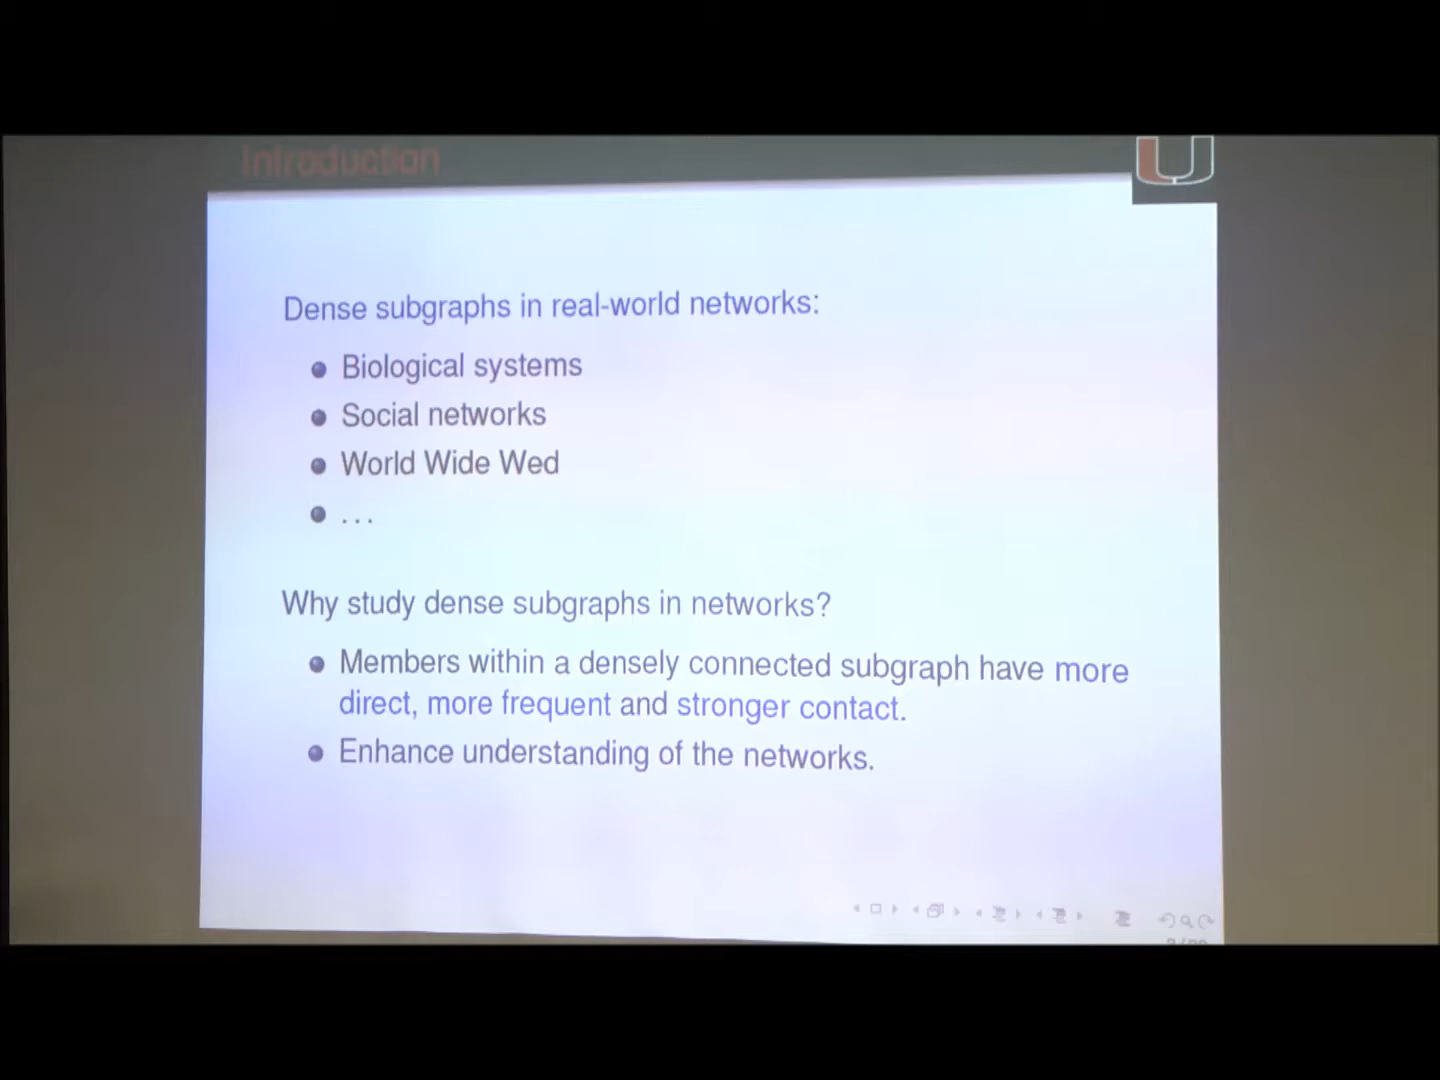 Introduction
Dense subgraphs in real-world networks:
Biological systems
Social networks
World Wide Wed
...
Why study dense subgraphs in networks?
Members within a densely connected subgraph have more
direct, more frequent and stronger contact.
Enhance understanding of the networks.